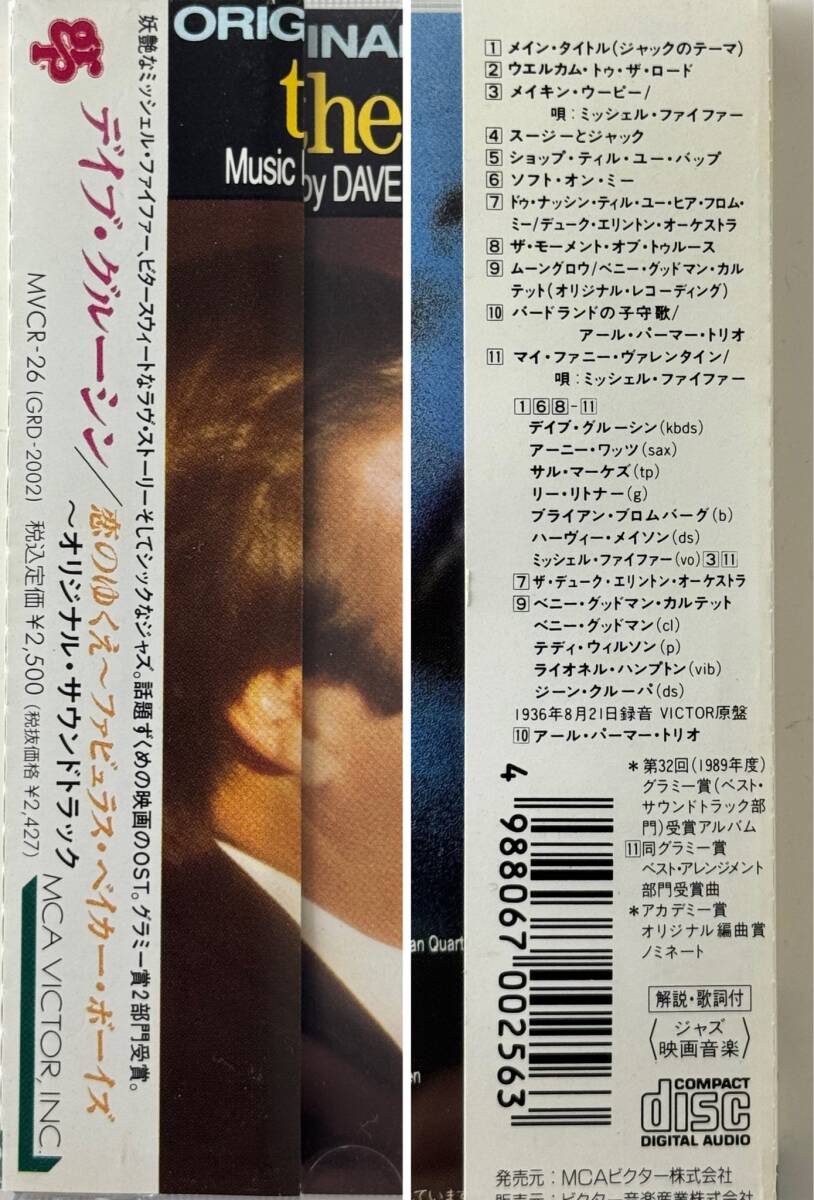 grp
妖艶なミッシェル・ファイファー、ビタースウィートなラヴ・ストーリーそしてシックなジャズ。話題ずくめの映画のOST。グラミー賞2部門受賞。
デイブ・グルーシン/恋のゆくえ〜ファビュラス・ベイカー・ボーイズ
〜オリジナル・サウンドトラック
MVCR-26 (GRD-2002) 税込定価 ¥2,500 (税抜価格 ¥2,427)
MCA VICTOR, INC.
ORIGINAL
the
Music by DAVE
an Quart
en
1 メイン・タイトル(ジャックのテーマ)
2 ウエルカム・トゥ・ザ・ロード
3 メイキン・ウーピー/
唄:ミッシェル・ファイファー
4 スージーとジャック
5 ショップ・ティル・ユー・バップ
6 ソフト・オン・ミー
7 ドゥ・ナッシン・ティル・ユー・ヒア・フロム・
ミー/デューク・エリントン・オーケストラ
8 ザ・モーメント・オブ・トゥルース
9 ムーングロウ/ベニー・グッドマン・カル
テット(オリジナル・レコーディング)
10 バードランドの子守歌/
アール・パーマー・トリオ
11 マイ・ファニー・ヴァレンタイン/
唄:ミッシェル・ファイファー
1 6 8 - 11
デイブ・グルーシン(kbds)
アーニー・ワッツ(sax)
サル・マーケズ(tp)
リー・リトナー(g)
ブライアン・ブロムバーグ(b)
ハーヴィー・メイソン(ds)
ミッシェル・ファイファー(vo) 3 11
7 ザ・デューク・エリントン・オーケストラ
9 ベニー・グッドマン・カルテット
ベニー・グッドマン(cl)
テディ・ウィルソン(p)
ライオネル・ハンプトン(vib)
ジーン・クルーパ(ds)
1936年8月21日録音 VICTOR原盤
10 アール・パーマー・トリオ
*第32回(1989年度)
グラミー賞(ベスト・
サウンドトラック部
門)受賞アルバム
11 同グラミー賞
ベスト・アレンジメント
部門受賞曲
*アカデミー賞
オリジナル編曲賞
ノミネート
4 988067 002563
解説・歌詞付
ジャズ
映画音楽
COMPACT
disc
DIGITAL AUDIO
発売元:MCAビクター株式会社
販売元:ビクター音楽産業株式会社